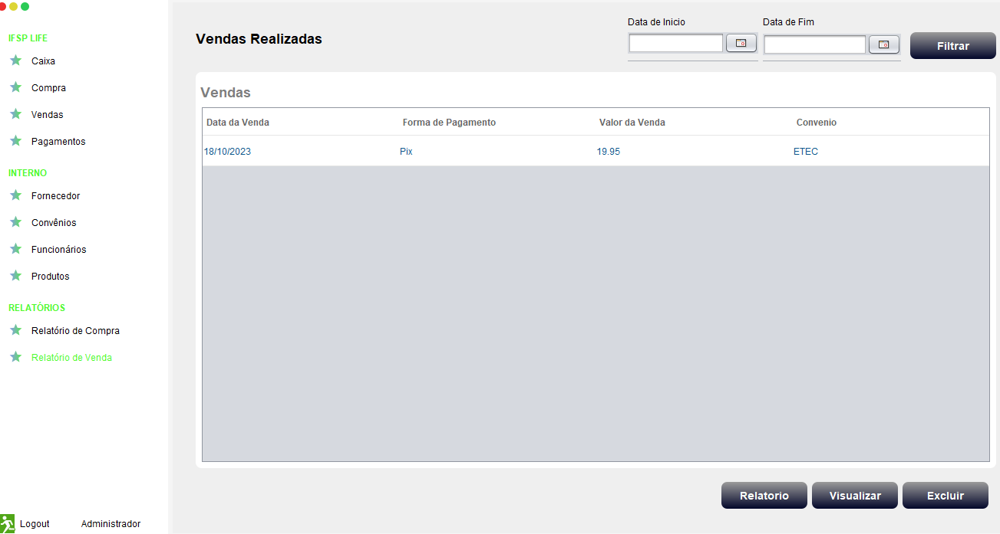 IFSP LIFE
Caixa
Compra
Vendas
Pagamentos
INTERNO
Fornecedor
Convênios
Funcionários
Produtos
RELATÓRIOS
Relatório de Compra
Relatório de Venda
Logout Administrador
Vendas Realizadas
Data de Inicio Data de Fim
Filtrar
Vendas
Data da Venda Forma de Pagamento Valor da Venda Convenio
18/10/2023 Pix 19.95 ETEC
Relatorio Visualizar Excluir